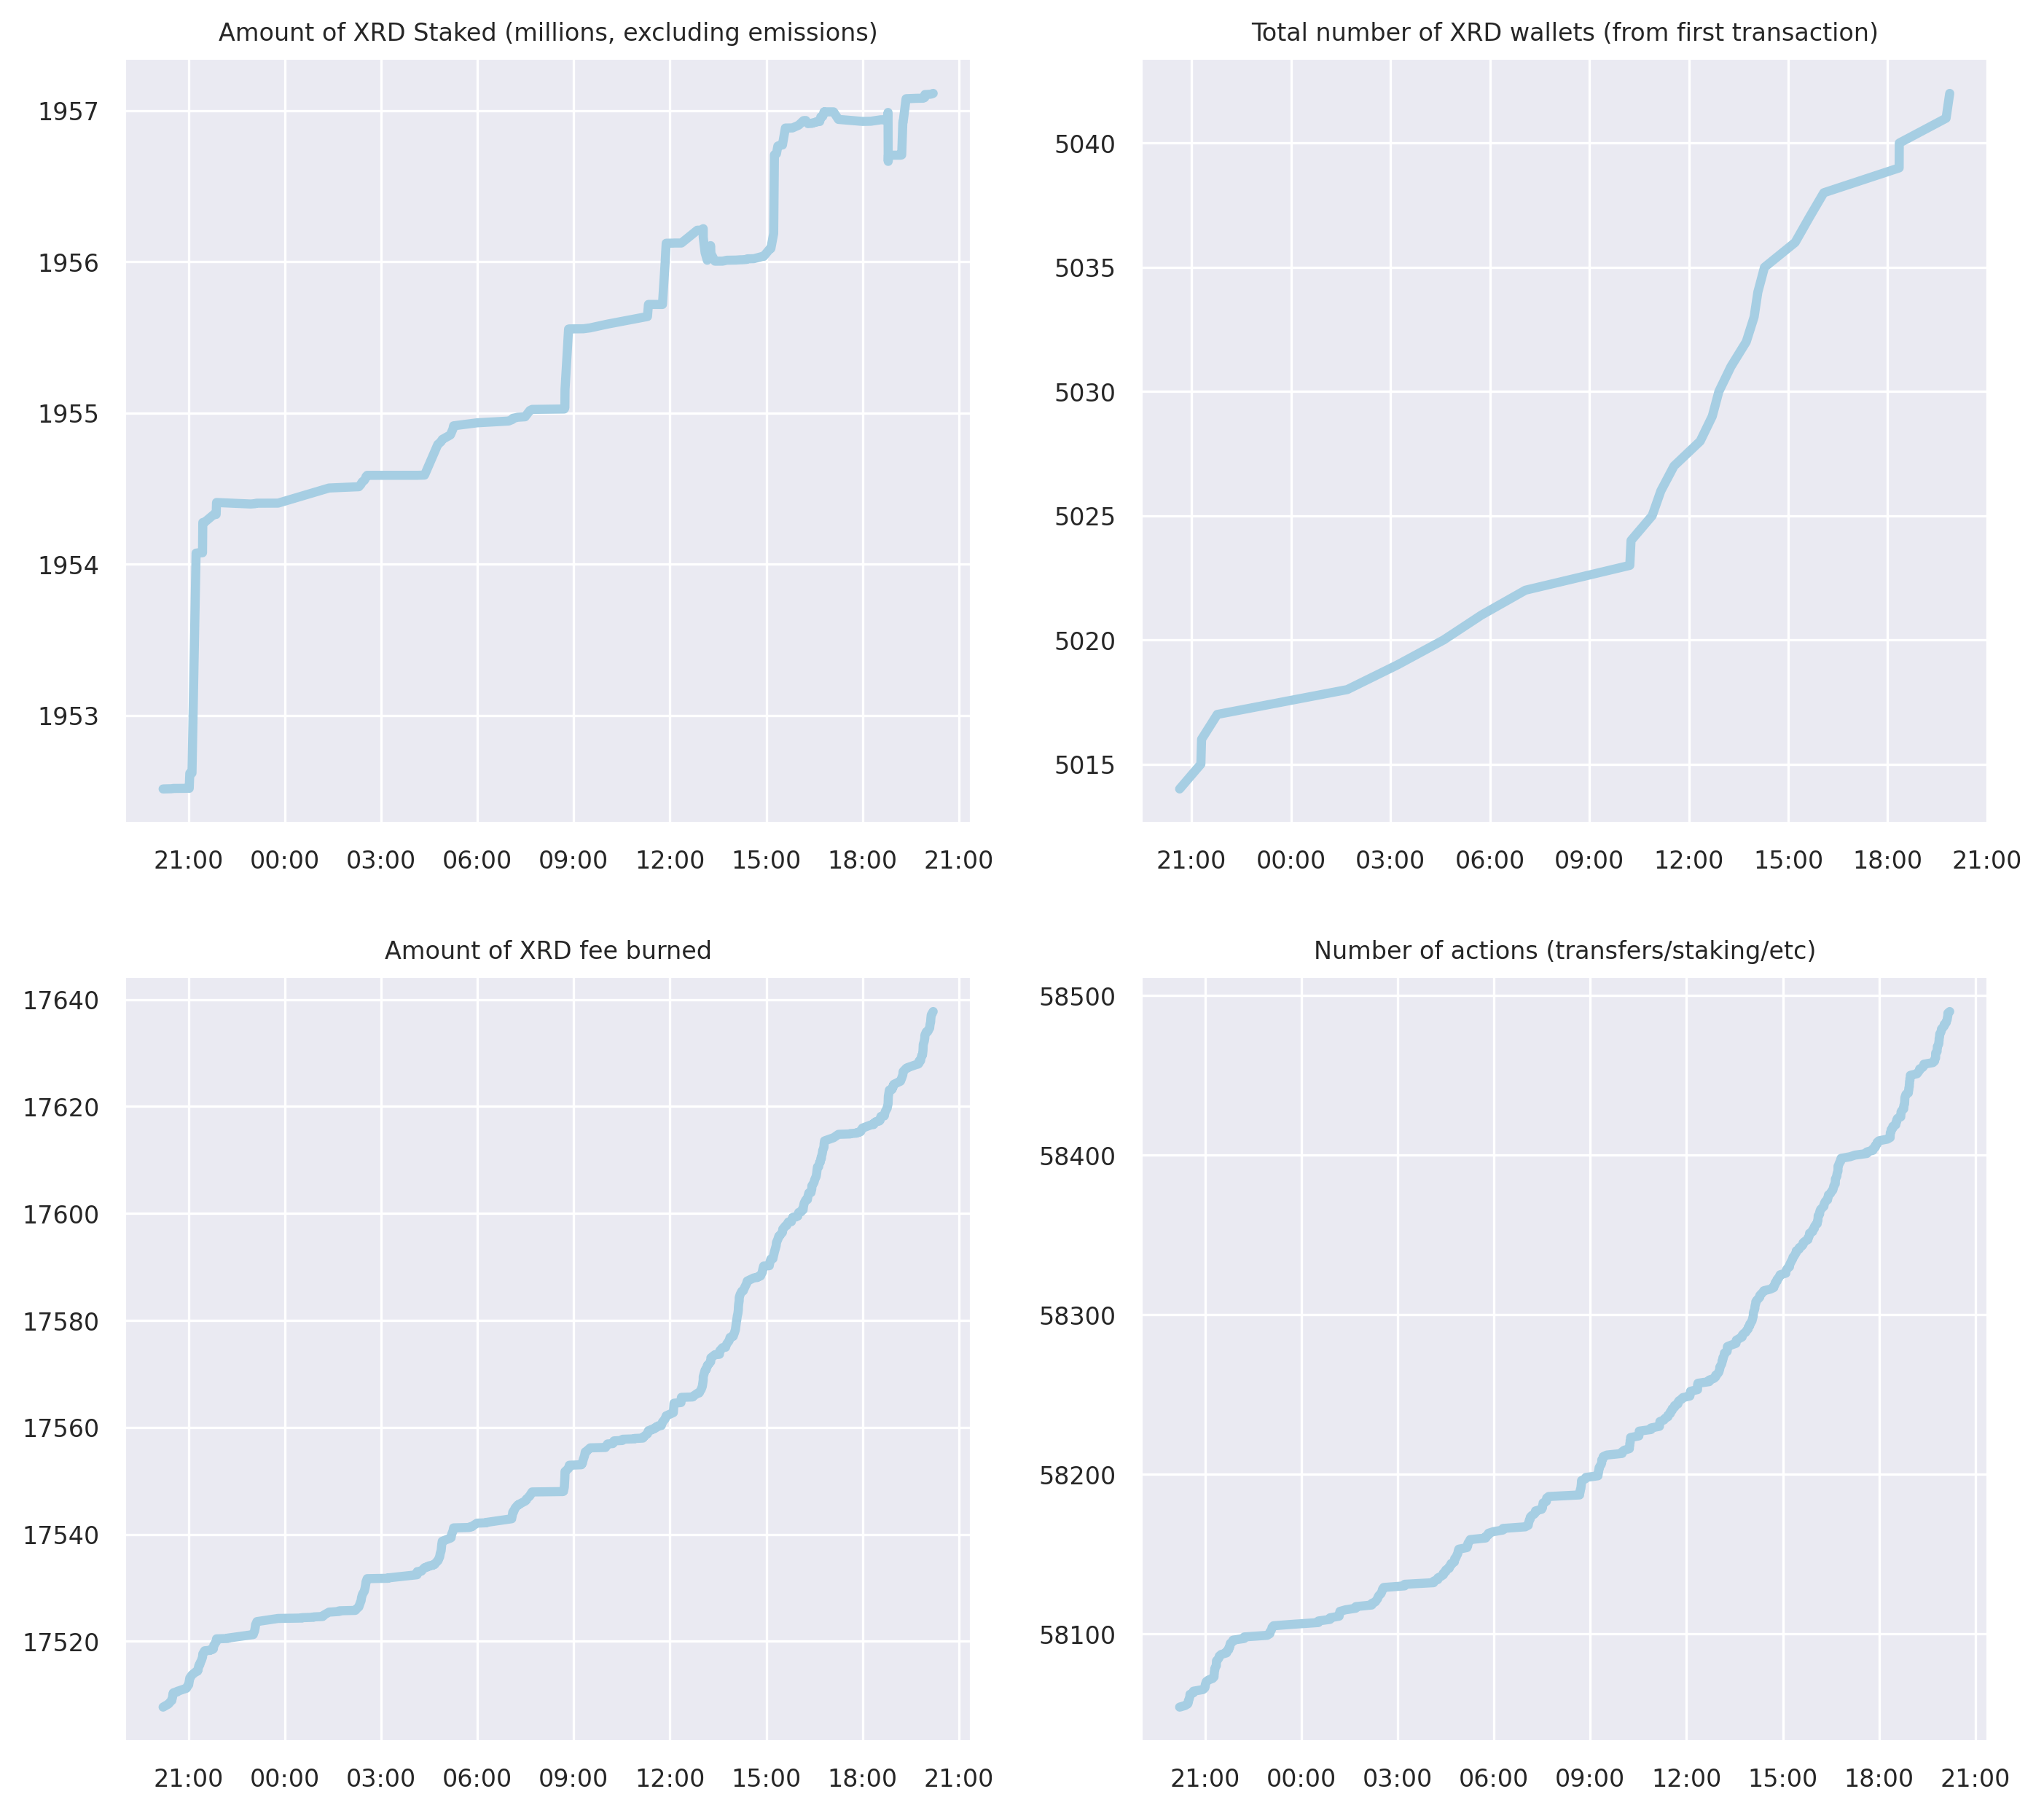 Amount of XRD Staked (millions, excluding emissions)
1957
1956
1955
1954
1953
21:00 00:00 03:00 06:00 09:00 12:00 15:00 18:00 21:00
Total number of XRD wallets (from first transaction)
5040
5035
5030
5025
5020
5015
21:00 00:00 03:00 06:00 09:00 12:00 15:00 18:00 21:00
Amount of XRD fee burned
17640
17620
17600
17580
17560
17540
17520
21:00 00:00 03:00 06:00 09:00 12:00 15:00 18:00 21:00
Number of actions (transfers/staking/etc)
58500
58400
58300
58200
58100
21:00 00:00 03:00 06:00 09:00 12:00 15:00 18:00 21:00